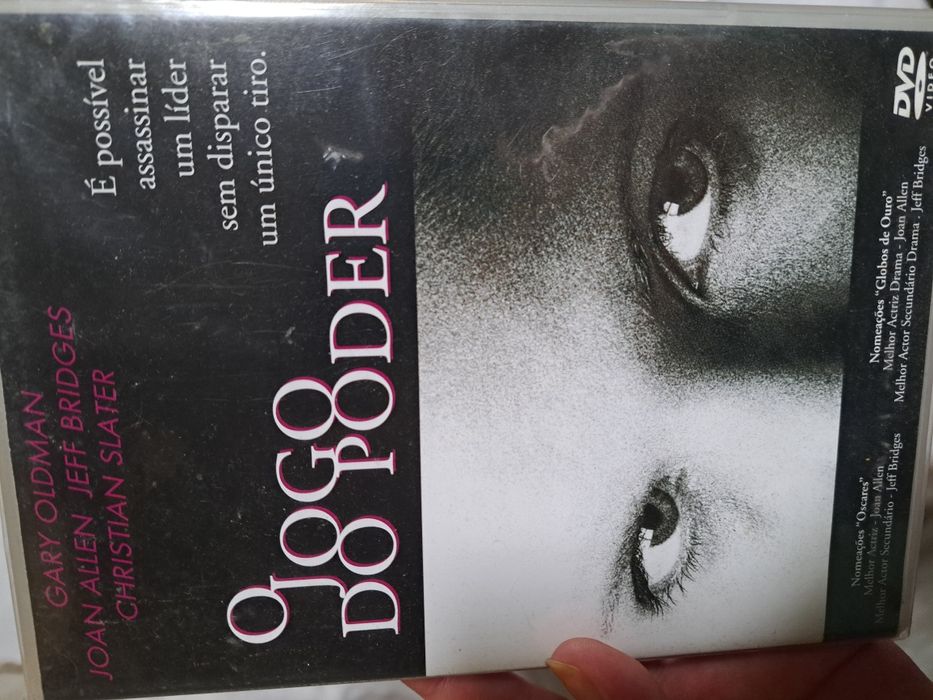 GARY OLDMAN
JOAN ALLEN JEFF BRIDGES
CHRISTIAN SLATER
É possível
assassinar
um líder
sem disparar
um único tiro.
O JOGO
DO PODER
Nomeações "Oscares"
Melhor Actriz - Joan Allen
Melhor Actor Secundário - Jeff Bridges
Nomeações "Globos de Ouro"
Melhor Actriz Drama - Joan Allen
Melhor Actor Secundário Drama . Jeff Bridges
DVD
VIDEO